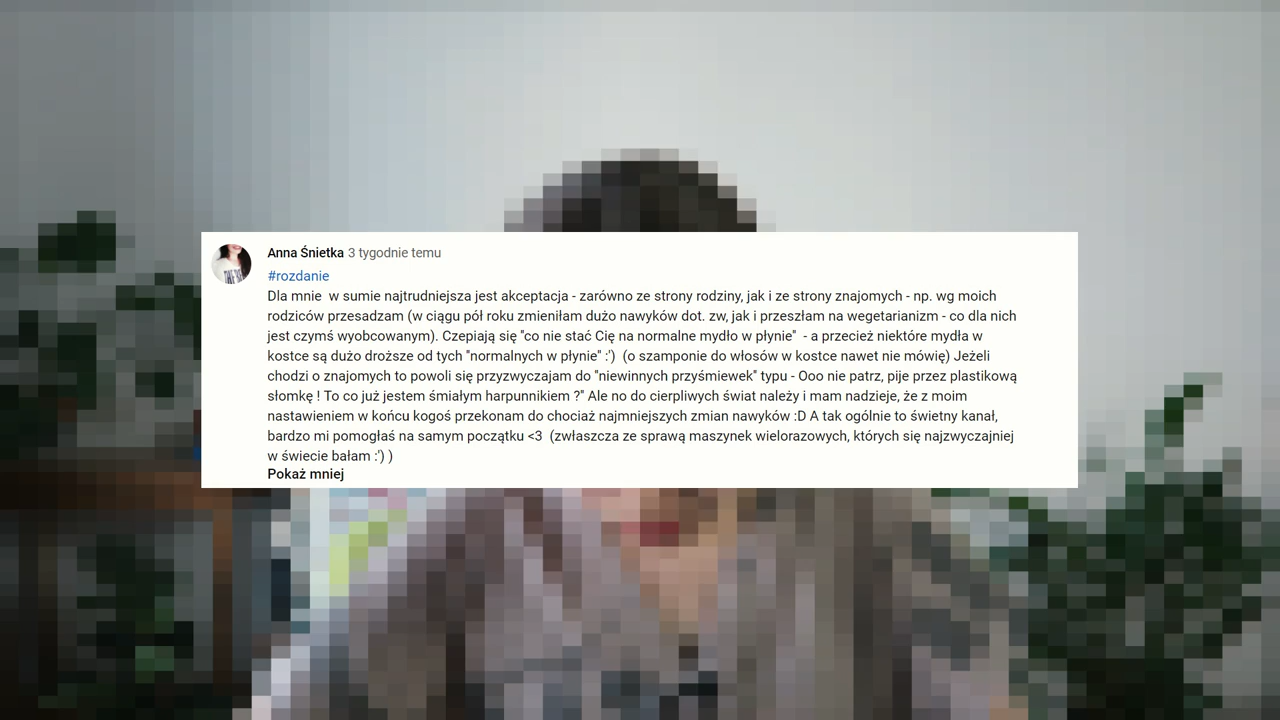 Anna Śnietka 3 tygodnie temu
#rozdanie
Dla mnie w sumie najtrudniejsza jest akceptacja - zarówno ze strony rodziny, jak i ze strony znajomych - np. wg moich
rodziców przesadzam (w ciągu pół roku zmieniłam dużo nawyków dot. zw, jak i przeszłam na wegetarianizm - co dla nich
jest czymś wyobcowanym). Czepiają się "co nie stać Cię na normalne mydło w płynie" - a przecież niektóre mydła w
kostce są dużo droższe od tych "normalnych w płynie" :') (o szamponie do włosów w kostce nawet nie mówię) Jeżeli
chodzi o znajomych to powoli się przyzwyczajam do "niewinnych przyśmiewek" typu - Ooo nie patrz, pije przez plastikową
słomkę ! To co już jestem śmiałym harpunnikiem ?" Ale no do cierpliwych świat należy i mam nadzieje, że z moim
nastawieniem w końcu kogoś przekonam do chociaż najmniejszych zmian nawyków :D A tak ogólnie to świetny kanał,
bardzo mi pomogłaś na samym początku <3 (zwłaszcza ze sprawą maszynek wielorazowych, których się najzwyczajniej
w świecie bałam :') )
Pokaż mniej